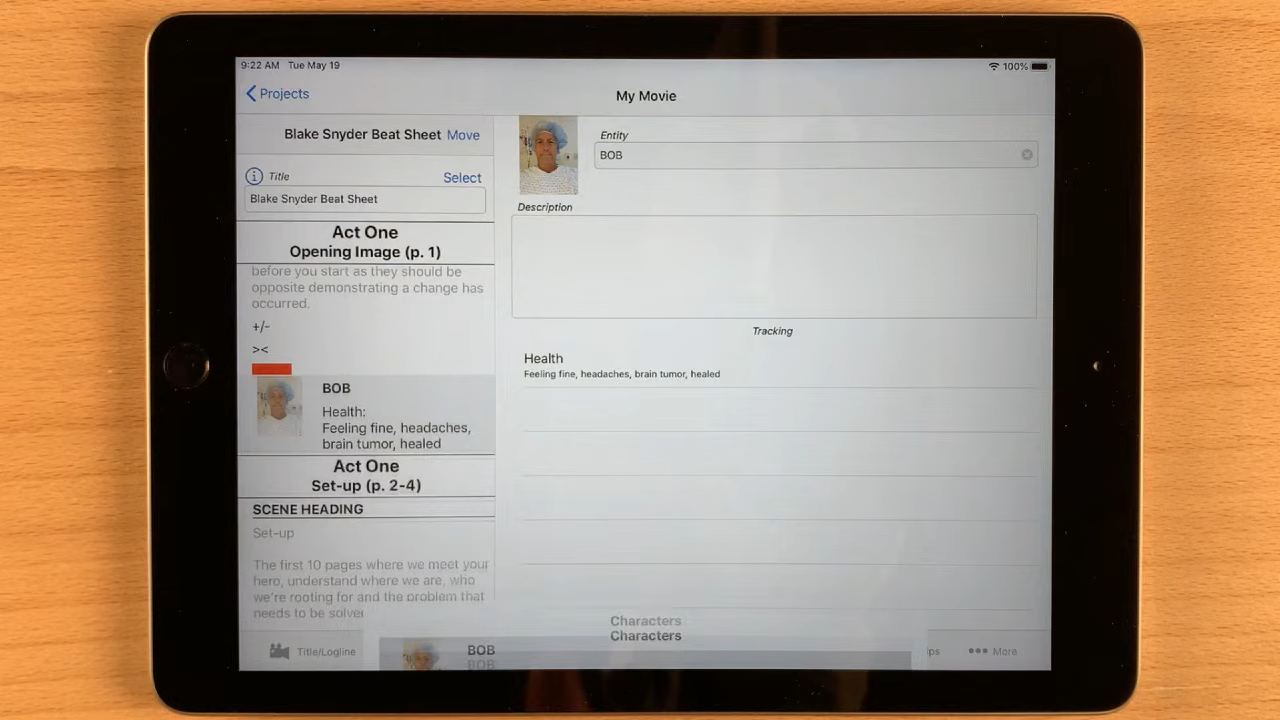 9:22 AM Tue May 19
100%
Projects
My Movie
Blake Snyder Beat Sheet Move
Title
Select
Blake Snyder Beat Sheet
Act One
Opening Image (p. 1)
before you start as they should be
opposite demonstrating a change has
occurred.
+/-
><
BOB
Health:
Feeling fine, headaches,
brain tumor, healed
Act One
Set-up (p. 2-4)
SCENE HEADING
Set-up
The first 10 pages where we meet your
hero, understand where we are, who
we're rooting for and the problem that
needs to be solve
Title/Logline
Entity
BOB
Description
Tracking
Health
Feeling fine, headaches, brain tumor, healed
Characters
Characters
BOB
BOB
ips
More